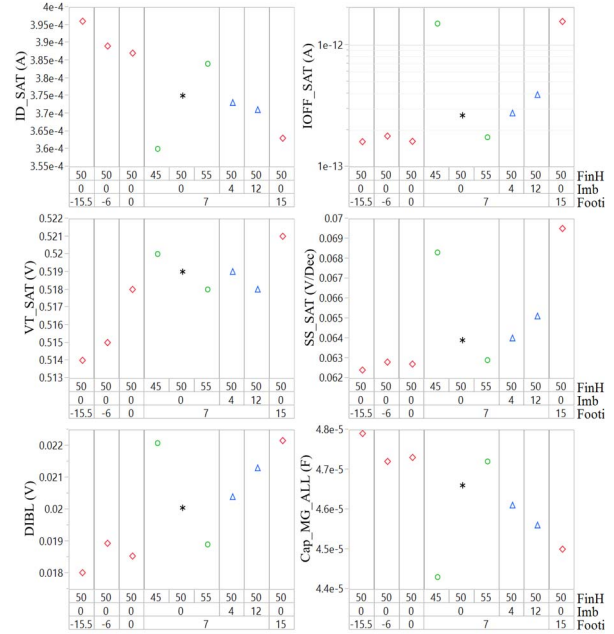 4e-4
3.95e-4
3.9e-4
3.85e-4
3.8e-4
3.75e-4
3.7e-4
3.65e-4
3.6e-4
3.55e-4
ID_SAT (A)
50 50 50 45 50 55 50 50 50
0 0 0 0 4 12 0
-15.5 -6 0 7 15
1e-12
1e-13
IOFF_SAT (A)
50 50 50 45 50 55 50 50 50 FinH
0 0 0 0 4 12 0 Imb
-15.5 -6 0 7 15 Footi
0.522
0.521
0.52
0.519
0.518
0.517
0.516
0.515
0.514
0.513
VT_SAT (V)
50 50 50 45 50 55 50 50 50
0 0 0 0 4 12 0
-15.5 -6 0 7 15
0.07
0.069
0.068
0.067
0.066
0.065
0.064
0.063
0.062
SS_SAT (V/Dec)
50 50 50 45 50 55 50 50 50 FinH
0 0 0 0 4 12 0 Imb
-15.5 -6 0 7 15 Footi
0.022
0.021
0.02
0.019
0.018
DIBL (V)
50 50 50 45 50 55 50 50 50
0 0 0 0 4 12 0
-15.5 -6 0 7 15
4.8e-5
4.7e-5
4.6e-5
4.5e-5
4.4e-5
Cap_MG_ALL (F)
50 50 50 45 50 55 50 50 50 FinH
0 0 0 0 4 12 0 Imb
-15.5 -6 0 7 15 Footi